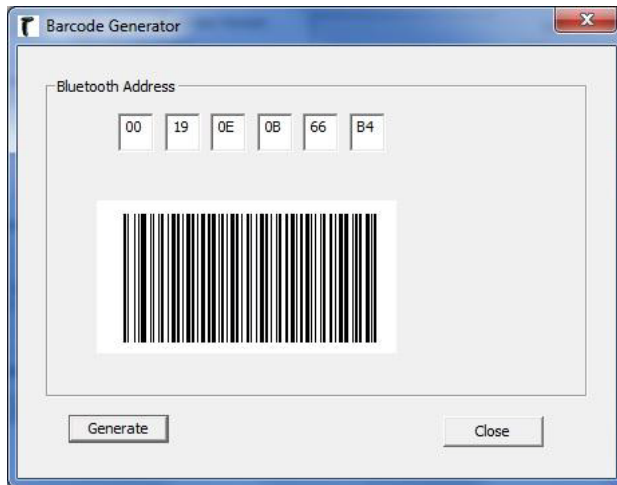 Barcode Generator
Bluetooth Address
00 19 0E 0B 66 B4
Generate Close